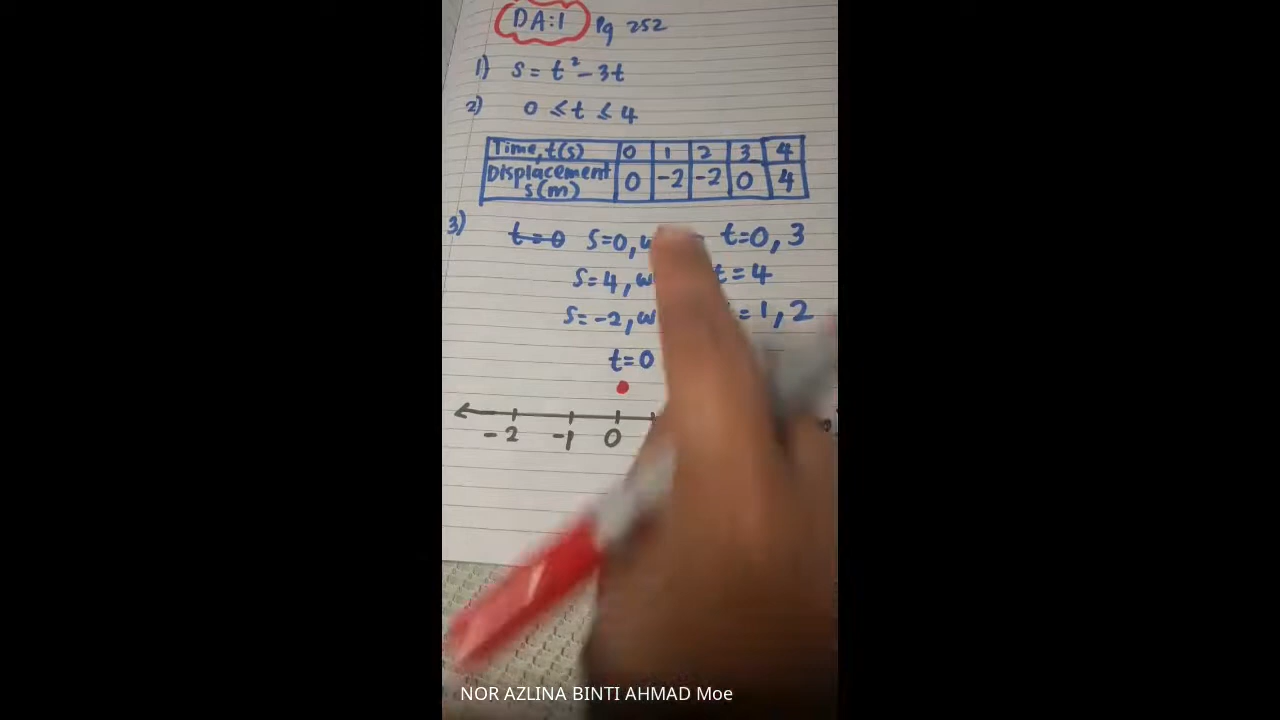 DA:1 Pg 252
1) S = t² - 3t
2) 0 ≤ t ≤ 4
Time, t(s) 0 1 2 3 4
Displacement s(m) 0 -2 -2 0 4
3) t = 0 S=0, t=0, 3
S=4, t=4
S=-2, = 1, 2
t=0
-2 -1 0
NOR AZLINA BINTI AHMAD Moe